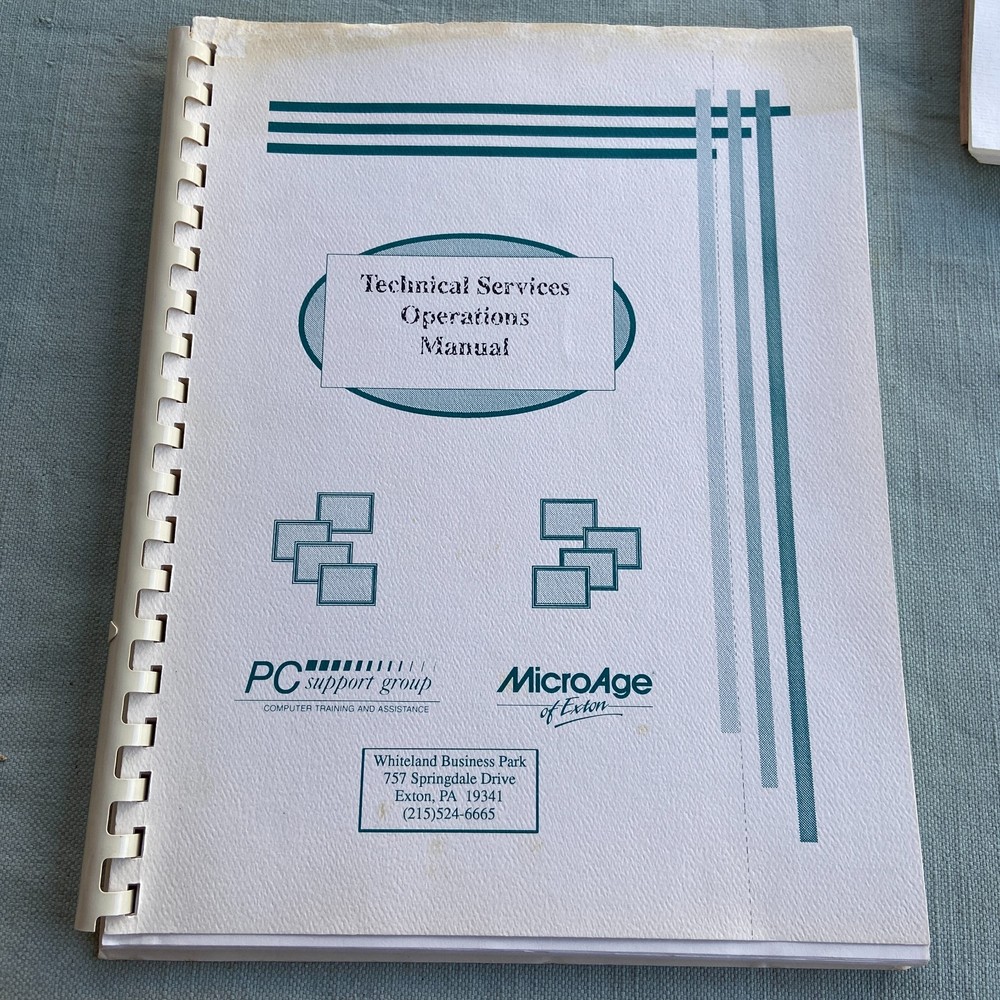 Technical Services
Operations
Manual
PC support group
COMPUTER TRAINING AND ASSISTANCE
MicroAge
of Exton
Whiteland Business Park
757 Springdale Drive
Exton, PA 19341
(215)524-6665